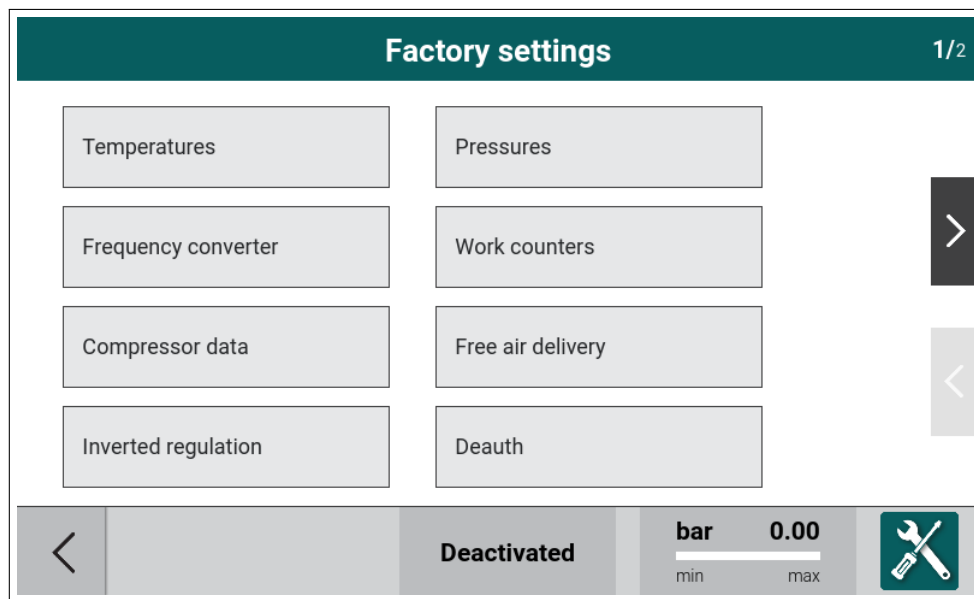 Factory settings
1/2
Temperatures
Pressures
Frequency converter
Work counters
Compressor data
Free air delivery
Inverted regulation
Deauth
Deactivated
bar 0.00
min max